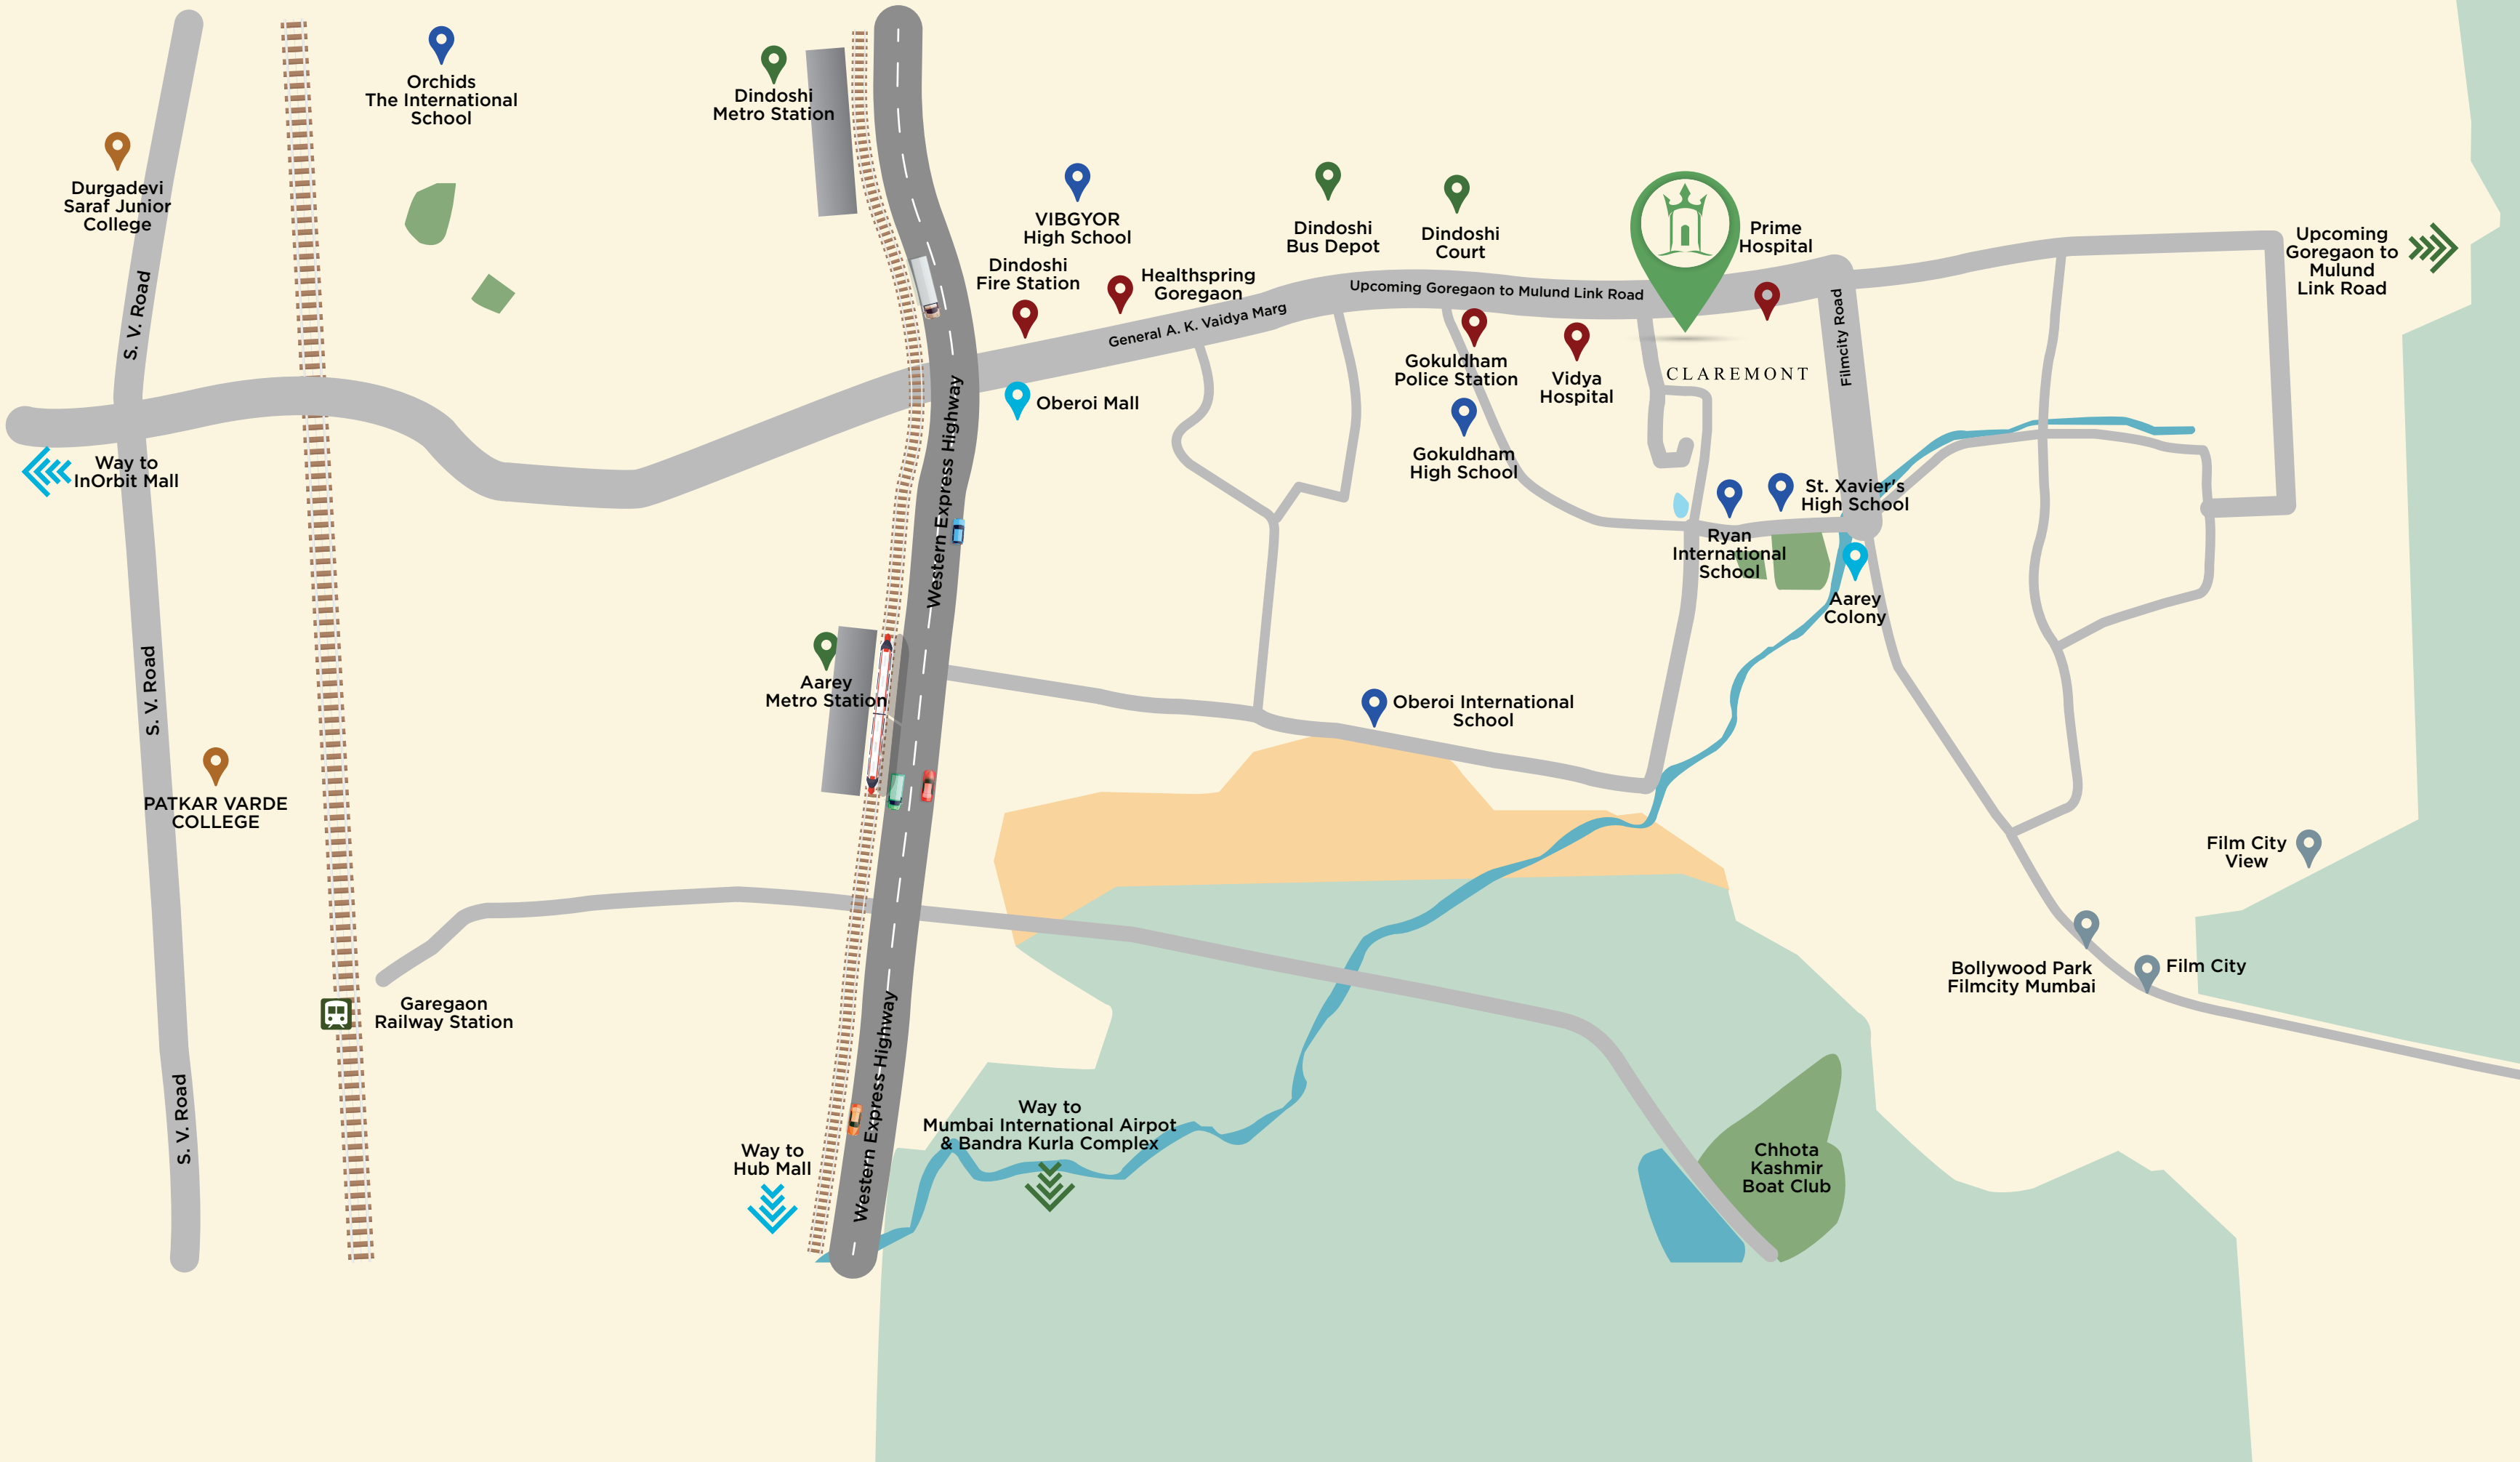 Orchids
The International
School
Dindoshi
Metro Station
Durgadevi
Saraf Junior
College
S. V. Road
VIBGYOR
High School
Dindoshi
Fire Station
Healthspring
Goregaon
Dindoshi
Bus Depot
Dindoshi
Court
Prime
Hospital
Upcoming
Goregaon to
Mulund
Link Road
General A. K. Vaidya Marg
Upcoming Goregaon to Mulund Link Road
Filmcity Road
CLAREMONT
Gokuldham
Police Station
Vidya
Hospital
Oberoi Mall
Gokuldham
High School
Way to
InOrbit Mall
Western Express Highway
St. Xavier's
High School
Ryan
International
School
Aarey
Colony
S. V. Road
Aarey
Metro Station
Oberoi International
School
PATKAR VARDE
COLLEGE
Film City
View
Bollywood Park
Filmcity Mumbai
Film City
Garegaon
Railway Station
Western Express Highway
S. V. Road
Way to
Hub Mall
Way to
Mumbai International Airpot
& Bandra Kurla Complex
Chhota
Kashmir
Boat Club